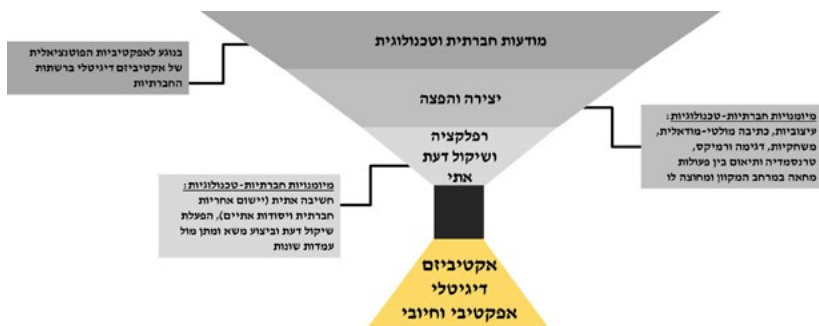 מודעות חברתית וטכנולוגית
בנוגע לאפקטיביות הפוטנציאלית
של אקטיביזם דיגיטלי ברשתות
החברתיות
יצירה והפצה
מיומנויות חברתיות-טכנולוגיות:
עיצוביות, כתיבה מולטי-מודאלית,
משחקיות, דגימה ורמיקס,
טרנסמדיה ותיאום בין פעולות
מחאה במרחב המקוון ומחוצה לו
רפלקציה
ושיקול דעת
אתי
מיומנויות חברתיות-טכנולוגיות:
חשיבה אתית (יישום אחריות
חברתית ויסודות אתיים), הפעלת
שיקול דעת וביצוע משא ומתן מול
עמדות שונות
אקטיביזם
דיגיטלי
אפקטיבי וחיובי